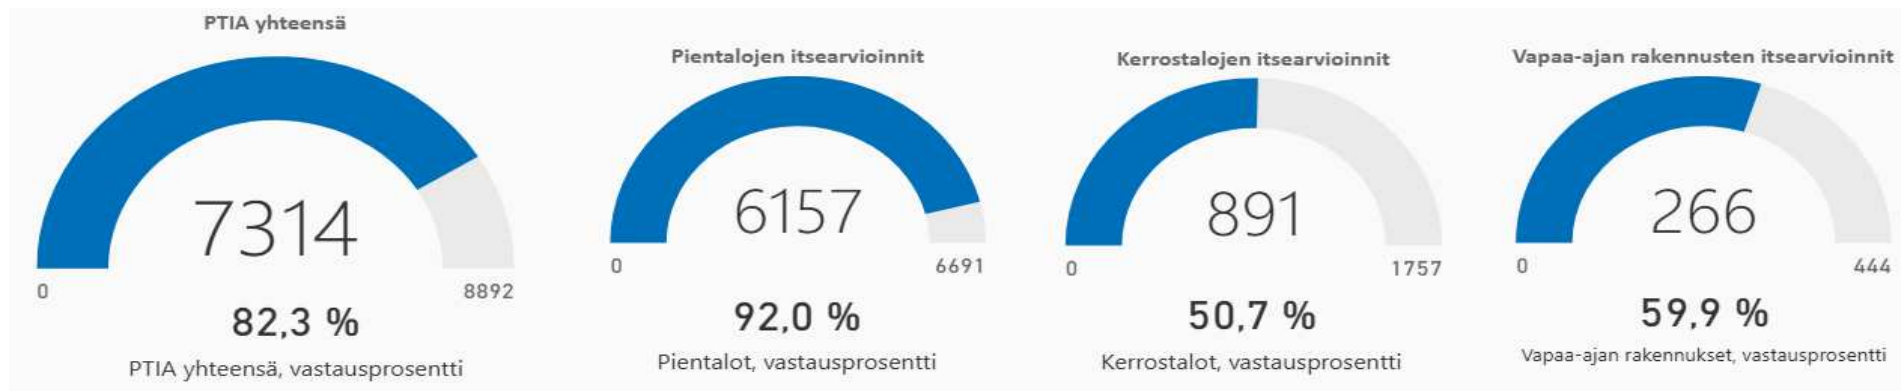 PTIA yhteensä
7314
0
8892
82,3 %
PTIA yhteensä, vastausprosentti
Pientalojen itsearvioinnit
6157
0
6691
92,0 %
Pientalot, vastausprosentti
Kerrostalojen itsearvioinnit
891
0
1757
50,7 %
Kerrostalot, vastausprosentti
Vapaa-ajan rakennusten itsearvioinnit
266
0
444
59,9 %
Vapaa-ajan rakennukset, vastausprosentti